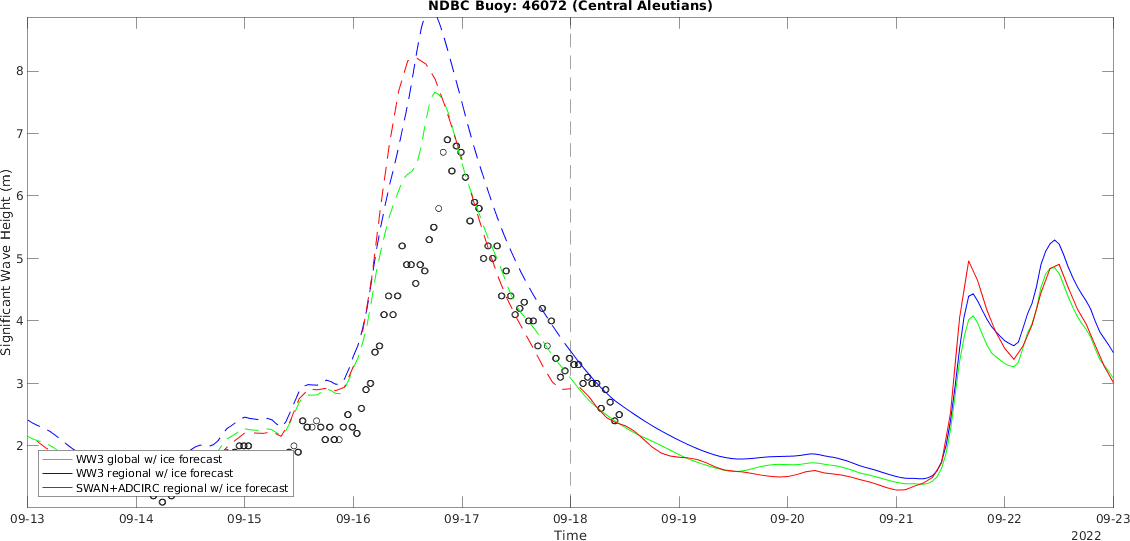 NDBC Buoy: 46072 (Central Aleutians)
8
7
6
5
4
3
2
Significant Wave Height (m)
WW3 global w/ ice forecast
WW3 regional w/ ice forecast
SWAN+ADCIRC regional w/ ice forecast
09-13 09-14 09-15 09-16 09-17 09-18 09-19 09-20 09-21 09-22 09-23
Time
2022